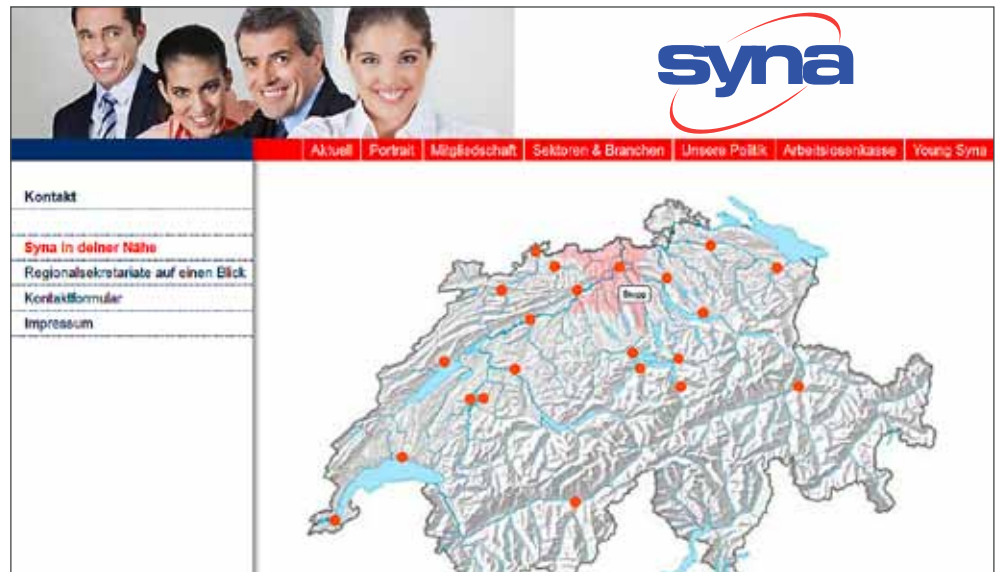 syna
Aktuell Portrait Mitgliedschaft Sektoren & Branchen Unsere Politik Arbeitslosenkasse Young Syna
Kontakt
Syna in deiner Nähe
Regionalsekretariate auf einen Blick
Kontaktformular
Impressum